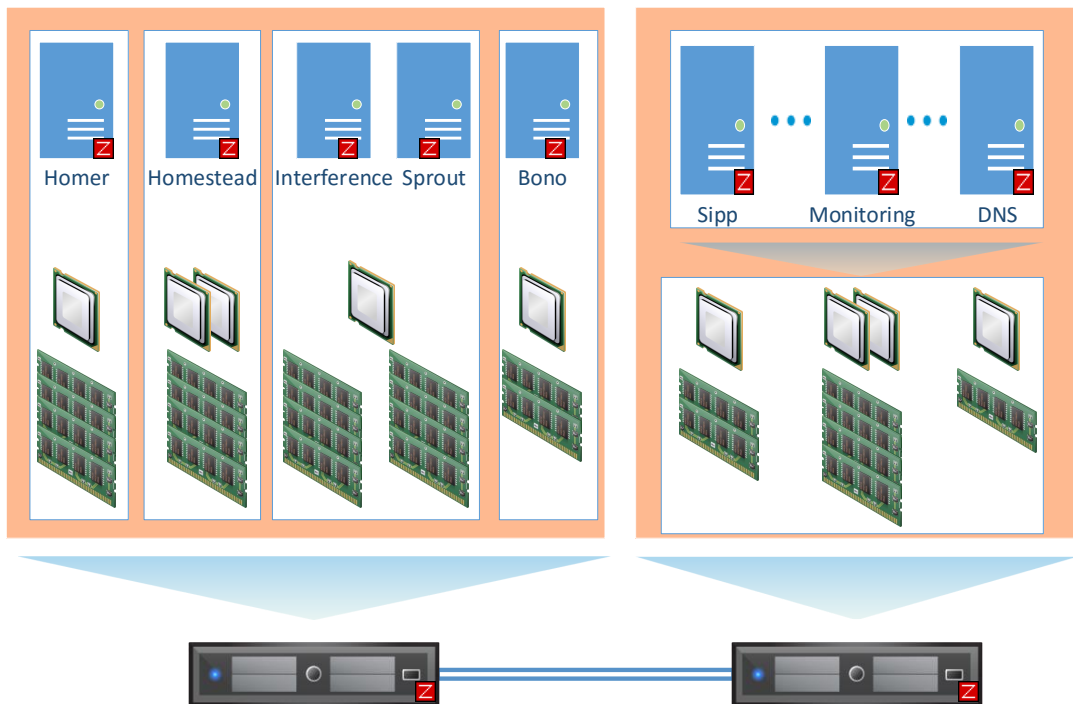 Homer
Homestead
Interference
Sprout
Bono
Z
Z
Z
Z
Z
Sipp
Monitoring
DNS
Z
Z
Z
Z
Z